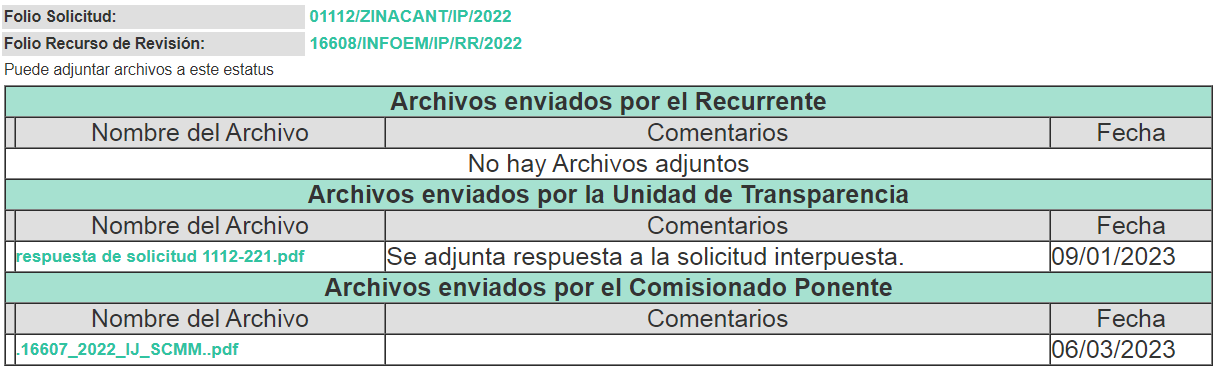 Folio Solicitud: 01112/ZINACANT/IP/2022
Folio Recurso de Revisión: 16608/INFOEM/IP/RR/2022
Puede adjuntar archivos a este estatus
Archivos enviados por el Recurrente
Nombre del Archivo Comentarios Fecha
No hay Archivos adjuntos
Archivos enviados por la Unidad de Transparencia
Nombre del Archivo Comentarios Fecha
respuesta de solicitud 1112-221.pdf Se adjunta respuesta a la solicitud interpuesta. 09/01/2023
Archivos enviados por el Comisionado Ponente
Nombre del Archivo Comentarios Fecha
.16607_2022_IJ_SCMM..pdf 06/03/2023